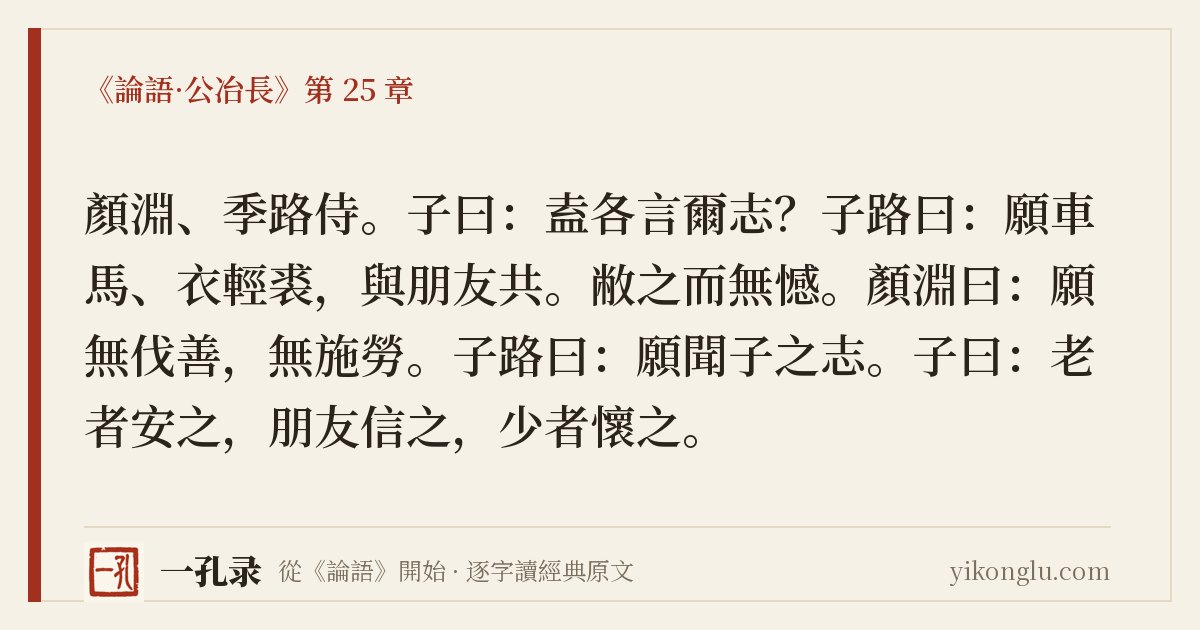 《論語·公冶長》第 25 章
顏淵、季路侍。子曰：盍各言爾志？子路曰：願車
馬、衣輕裘，與朋友共。敝之而無憾。顏淵曰：願
無伐善，無施勞。子路曰：願聞子之志。子曰：老
者安之，朋友信之，少者懷之。
一孔
一孔录 從《論語》開始 · 逐字讀經典原文 yikonglu.com